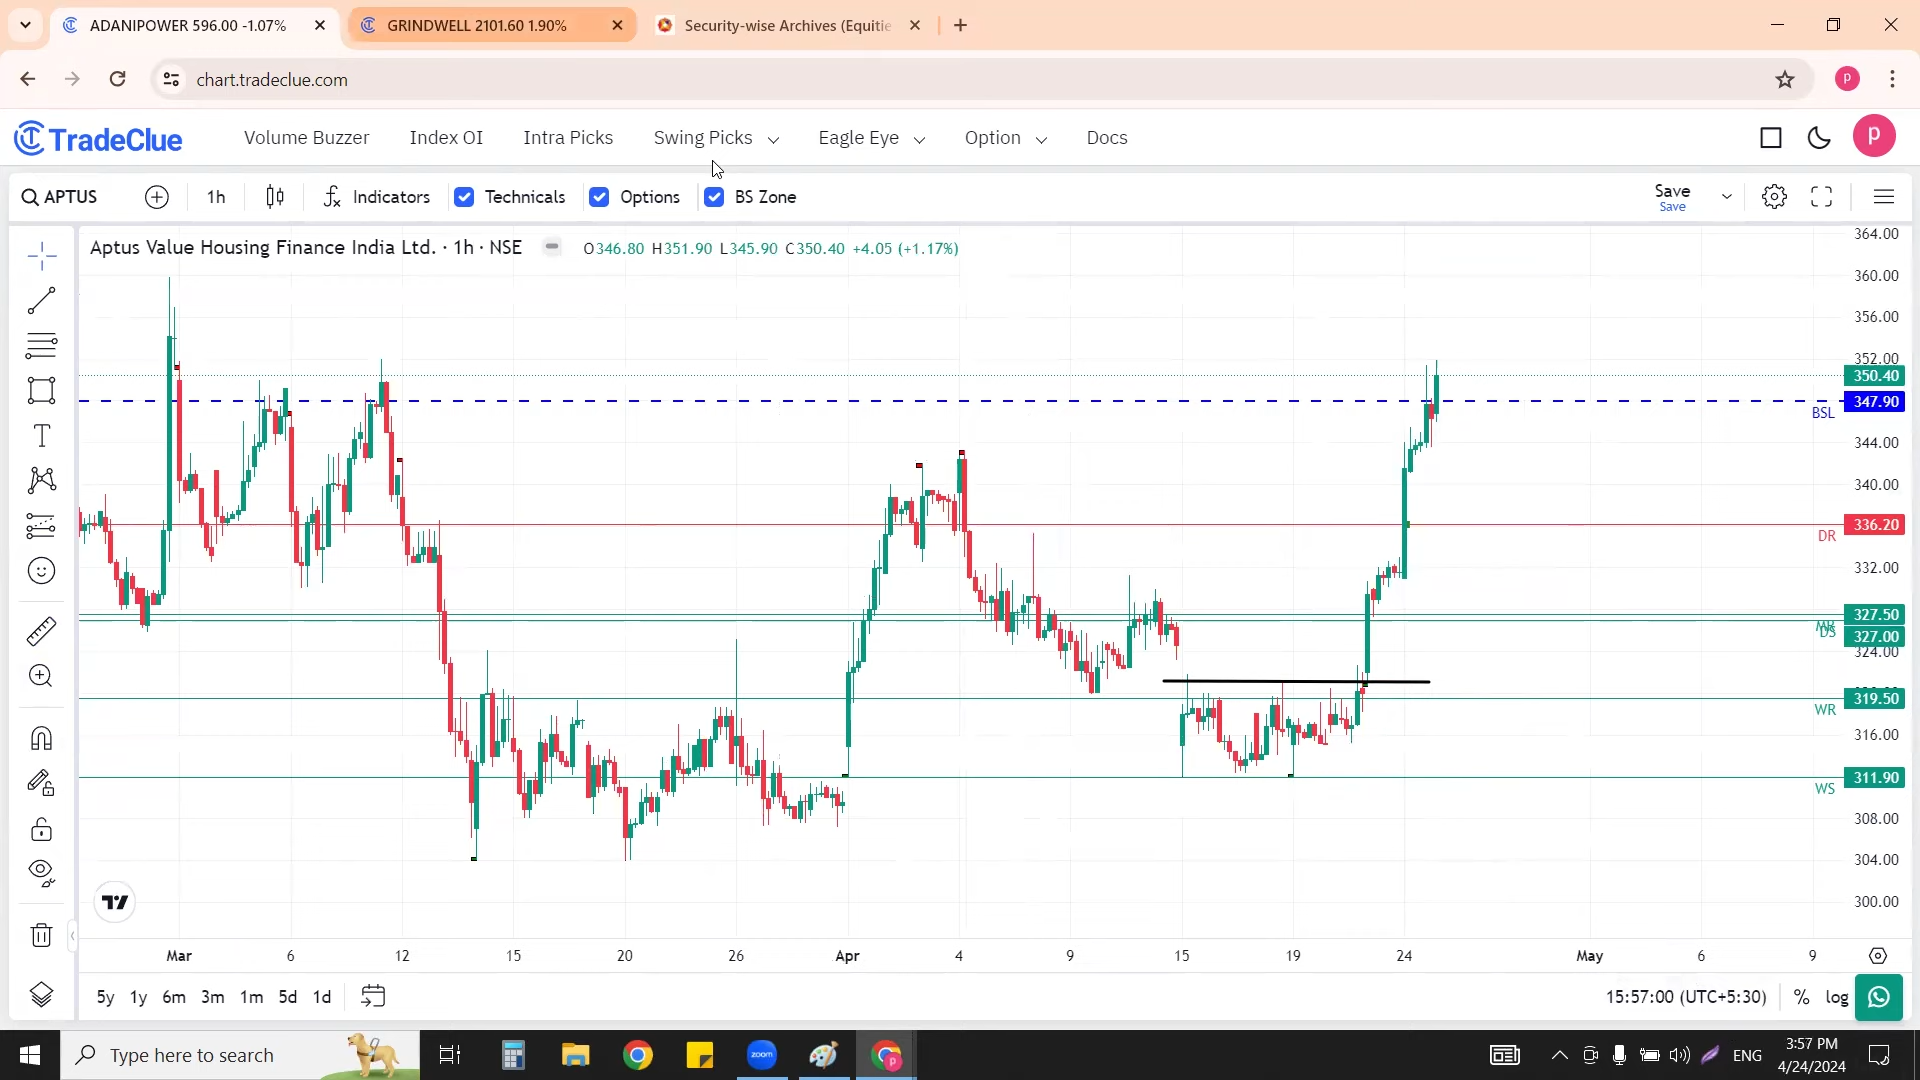 ADANIPOWER 596.00 -1.07%
GRINDWELL 2101.60 1.90%
Security-wise Archives (Equitie
chart.tradeclue.com
P
TradeClue
Volume Buzzer
Index OI
Intra Picks
Swing Picks
Eagle Eye
Option
Docs
P
APTUS
1h
Indicators
Technicals
Options
BS Zone
Save
Save
Aptus Value Housing Finance India Ltd. · 1h · NSE
O346.80 H351.90 L345.90 C350.40 +4.05 (+1.17%)
364.00
360.00
356.00
352.00
350.40
347.90
BSL
344.00
340.00
336.20
DR
332.00
327.50
DS
327.00
324.00
319.50
WR
316.00
311.90
WS
308.00
304.00
300.00
Mar
6
12
15
20
26
Apr
4
9
15
19
24
May
6
9
5y
1y
6m
3m
1m
5d
1d
15:57:00 (UTC+5:30)
%
log
Type here to search
zoom
P
ENG
3:57 PM
4/24/2024